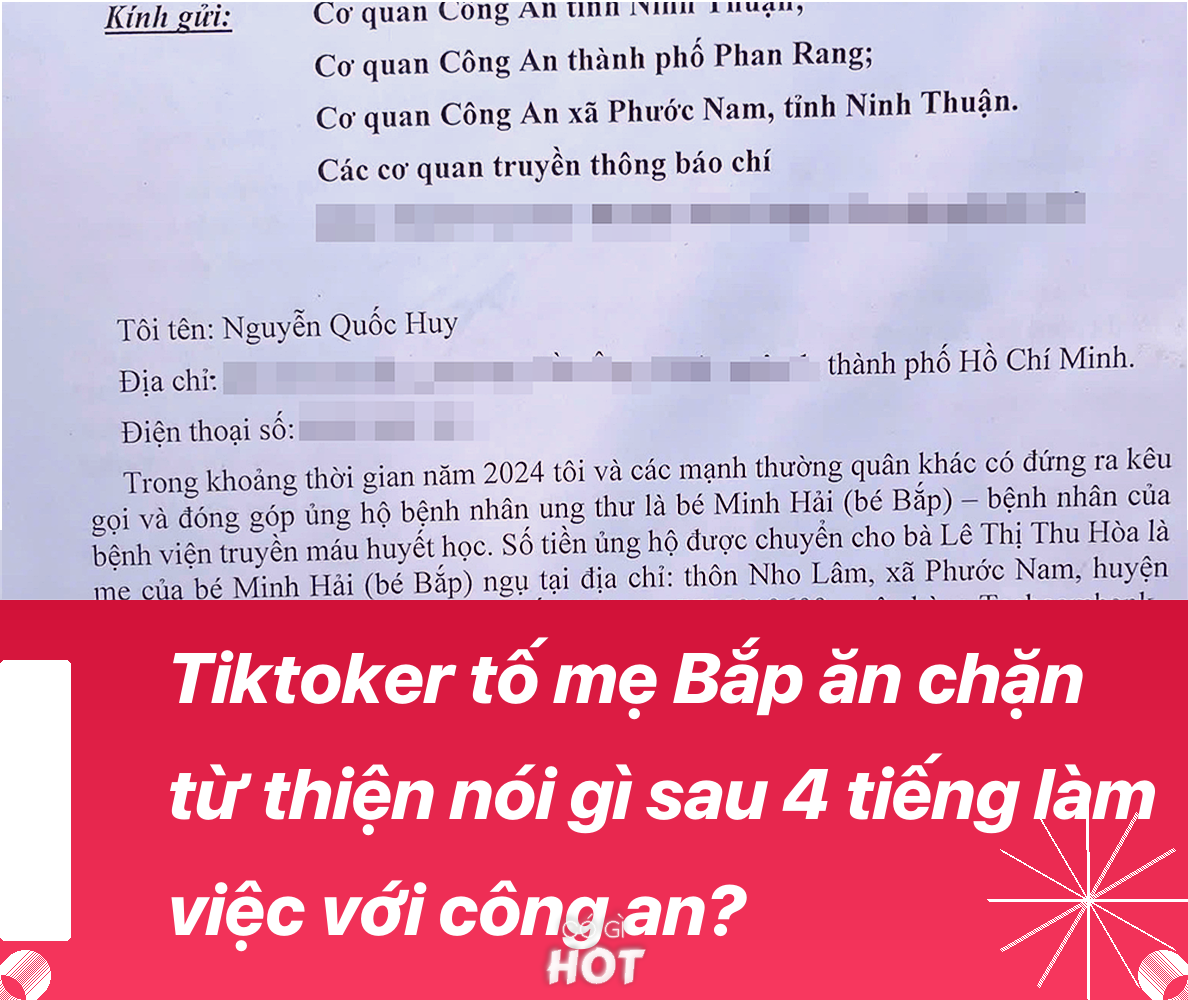 Kính gửi:
Cơ quan Công An tỉnh Ninh Thuận;
Cơ quan Công An thành phố Phan Rang;
Cơ quan Công An xã Phước Nam, tỉnh Ninh Thuận.
Các cơ quan truyền thông báo chí
Tôi tên: Nguyễn Quốc Huy
Địa chỉ: thành phố Hồ Chí Minh.
Điện thoại số:
Trong khoảng thời gian năm 2024 tôi và các mạnh thường quân khác có đứng ra kêu
gọi và đóng góp ủng hộ bệnh nhân ung thư là bé Minh Hải (bé Bắp) – bệnh nhân của
bệnh viện truyền máu huyết học. Số tiền ủng hộ được chuyển cho bà Lê Thị Thu Hòa là
mẹ của bé Minh Hải (bé Bắp) ngụ tại địa chỉ: thôn Nho Lâm, xã Phước Nam, huyện
Tiktoker tố mẹ Bắp ăn chặn
từ thiện nói gì sau 4 tiếng làm
việc với công an?
CÓ GÌ
HOT